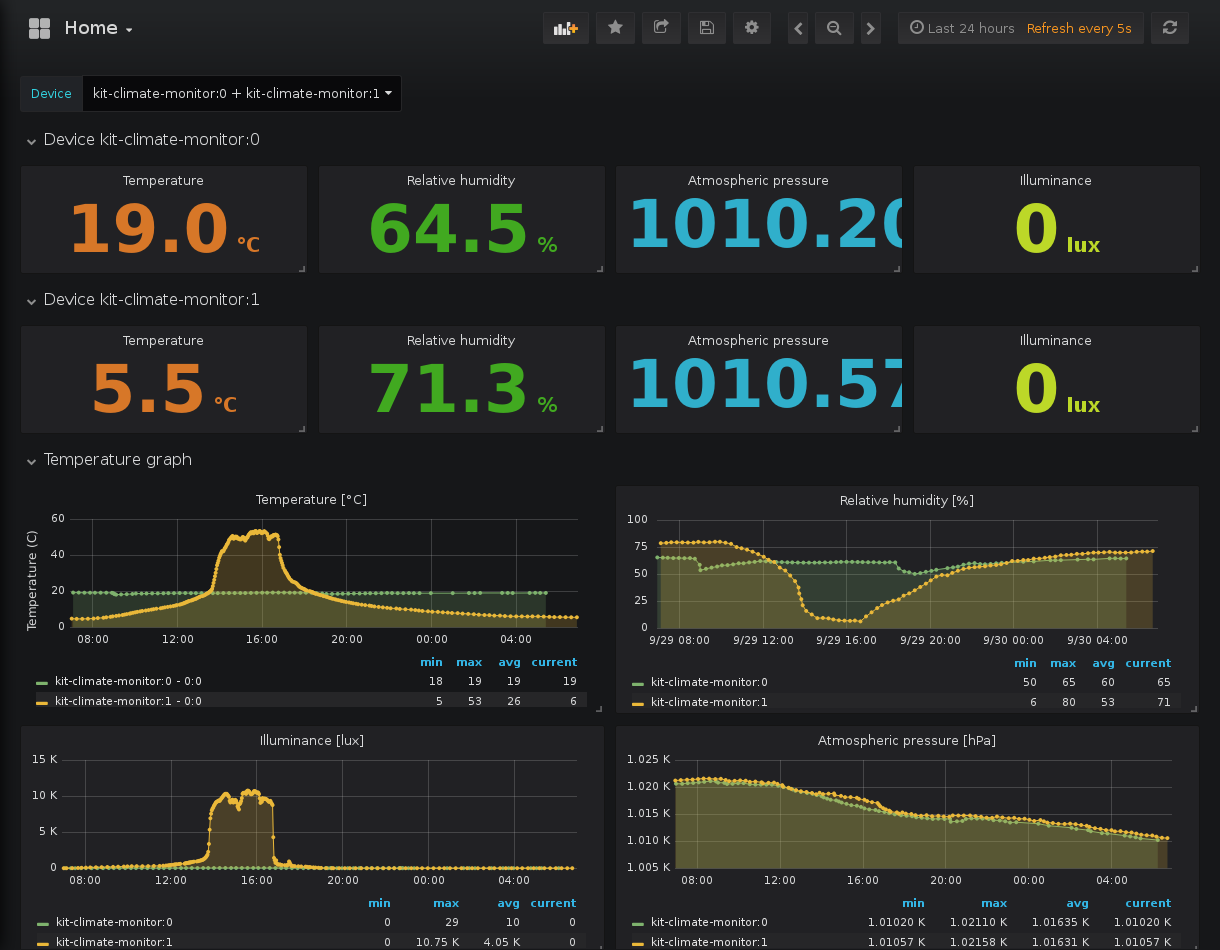 Home
Last 24 hours Refresh every 5s
Device kit-climate-monitor:0 + kit-climate-monitor:1
Device kit-climate-monitor:0
Temperature Relative humidity Atmospheric pressure Illuminance
19.0 °C 64.5 % 1010.20 0 lux
Device kit-climate-monitor:1
Temperature Relative humidity Atmospheric pressure Illuminance
5.5 °C 71.3 % 1010.57 0 lux
Temperature graph
Temperature [°C]
Temperature (C)
60
40
20
0
08:00 12:00 16:00 20:00 00:00 04:00
min max avg current
kit-climate-monitor:0 - 0:0 18 19 19 19
kit-climate-monitor:1 - 0:0 5 53 26 6
Relative humidity [%]
100
75
50
25
0
9/29 08:00 9/29 12:00 9/29 16:00 9/29 20:00 9/30 00:00 9/30 04:00
min max avg current
kit-climate-monitor:0 50 65 60 65
kit-climate-monitor:1 6 80 53 71
Illuminance [lux]
15 K
10 K
5 K
0
08:00 12:00 16:00 20:00 00:00 04:00
min max avg current
kit-climate-monitor:0 0 29 10 0
kit-climate-monitor:1 0 10.75 K 4.05 K 0
Atmospheric pressure [hPa]
1.025 K
1.020 K
1.015 K
1.010 K
1.005 K
08:00 12:00 16:00 20:00 00:00 04:00
min max avg current
kit-climate-monitor:0 1.01020 K 1.02110 K 1.01635 K 1.01020 K
kit-climate-monitor:1 1.01057 K 1.02158 K 1.01631 K 1.01057 K